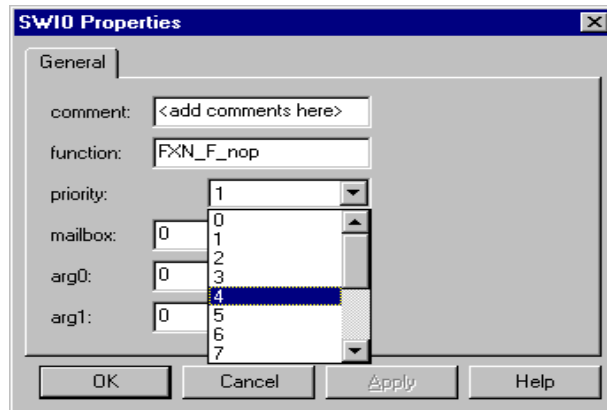 SWI0 Properties
General
comment: <add comments here>
function: FXN_F_nop
priority: 1
0
mailbox: 0 1
2
arg0: 0 3
4
arg1: 0 5
6
7
OK Cancel Apply Help